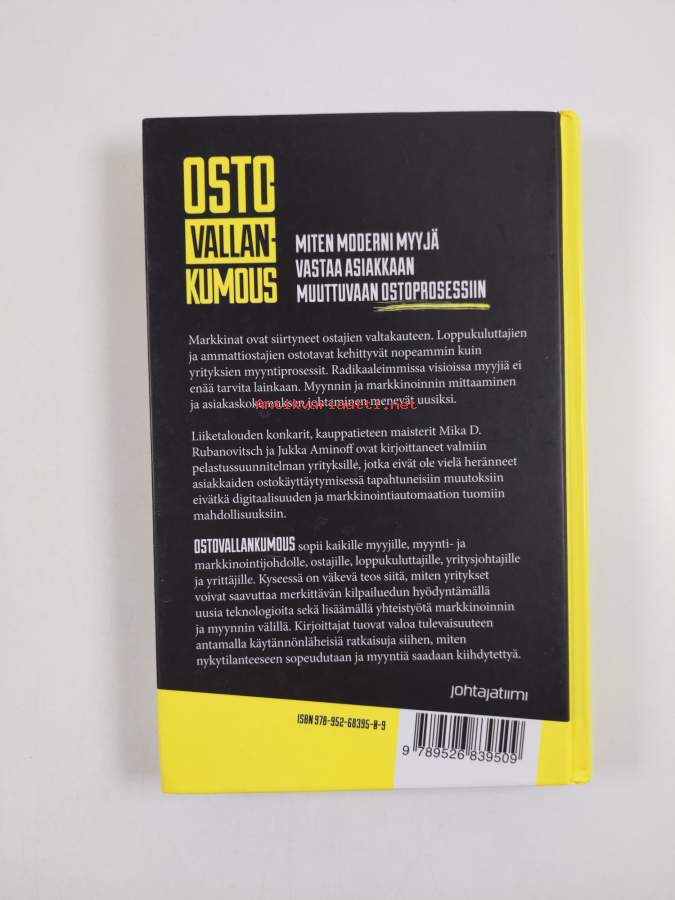 OSTO-
VALLAN-
KUMOUS
MITEN MODERNI MYYJÄ
VASTAA ASIAKKAAN
MUUTTUVAAN OSTOPROSESSIIN
Markkinat ovat siirtyneet ostajien valtakauteen. Loppukuluttajien
ja ammattiostajien ostotavat kehittyvät nopeammin kuin
yrityksien myyntiprosessit. Radikaaleimmissa visioissa myyjiä ei
enää tarvita lainkaan. Myynnin ja markkinoinnin mittaaminen
ja asiakaskokemuksen johtaminen menevät uusiksi.
Antikvariaatti.net
Liiketalouden konkarit, kauppatieteen maisterit Mika D.
Rubanovitsch ja Jukka Aminoff ovat kirjoittaneet valmiin
pelastussuunnitelman yrityksille, jotka eivät ole vielä heränneet
asiakkaiden ostokäyttäytymisessä tapahtuneisiin muutoksiin
eivätkä digitaalisuuden ja markkinointiautomaation tuomiin
mahdollisuuksiin.
OSTOVALLANKUMOUS sopii kaikille myyjille, myynti- ja
markkinointijohdolle, ostajille, loppukuluttajille, yritysjohtajille
ja yrittäjille. Kyseessä on väkevä teos siitä, miten yritykset
voivat saavuttaa merkittävän kilpailuedun hyödyntämällä
uusia teknologioita sekä lisäämällä yhteistyötä markkinoinnin
ja myynnin välillä. Kirjoittajat tuovat valoa tulevaisuuteen
antamalla käytännönläheisiä ratkaisuja siihen, miten
nykytilanteeseen sopeudutaan ja myyntiä saadaan kiihdytettyä.
johtajatiimi
ISBN 978-952-68395-0-9
9 789526 839509